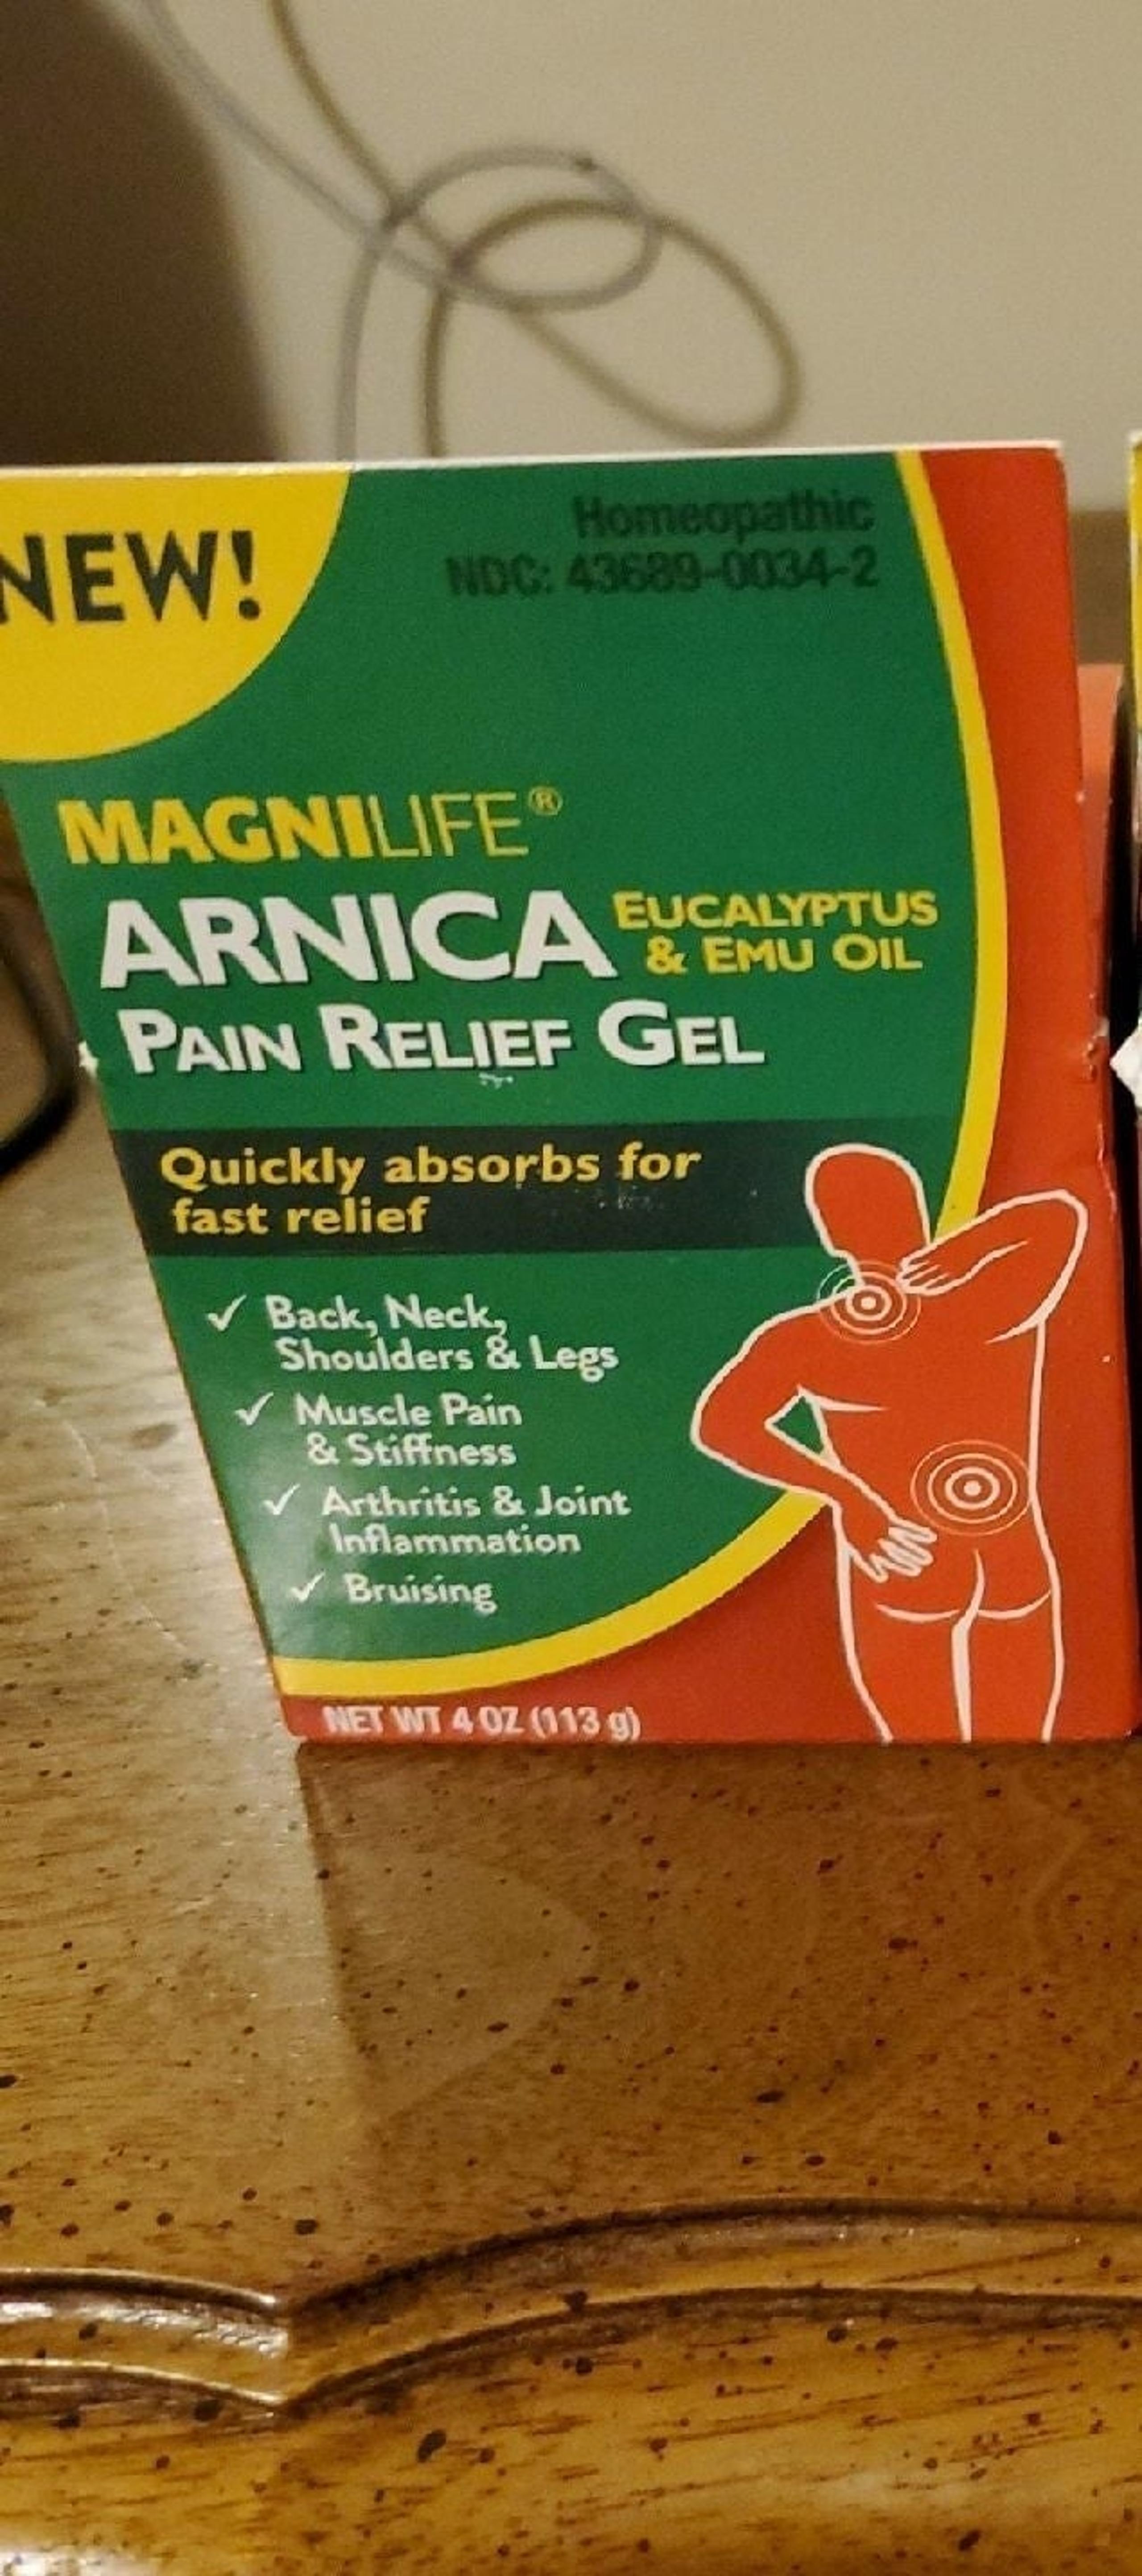 NEW!
Homeopathic
NDC: 43689-0034-2
MAGNILIFE®
ARNICA
EUCALYPTUS
& EMU OIL
PAIN RELIEF GEL
Quickly absorbs for
fast relief
✓ Back, Neck,
Shoulders & Legs
✓ Muscle Pain
& Stiffness
✓ Arthritis & Joint
Inflammation
✓ Bruising
NET WT 4 OZ (113 g)